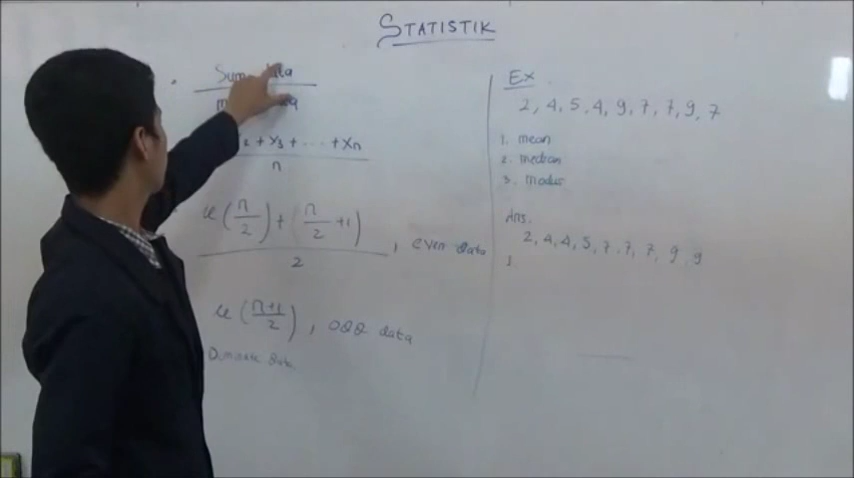 STATISTIK
Sum
2 + x3 + ... + xn
n
u (n/2) + (n/2 + 1)
2
, even data
u (n+1/2) , odd data
Dominate data
Ex
2, 4, 5, 4, 9, 7, 7, 9, 7
1. mean
2. median
3. modus
Ans.
2, 4, 4, 5, 7, 7, 7, 9, 9
1.